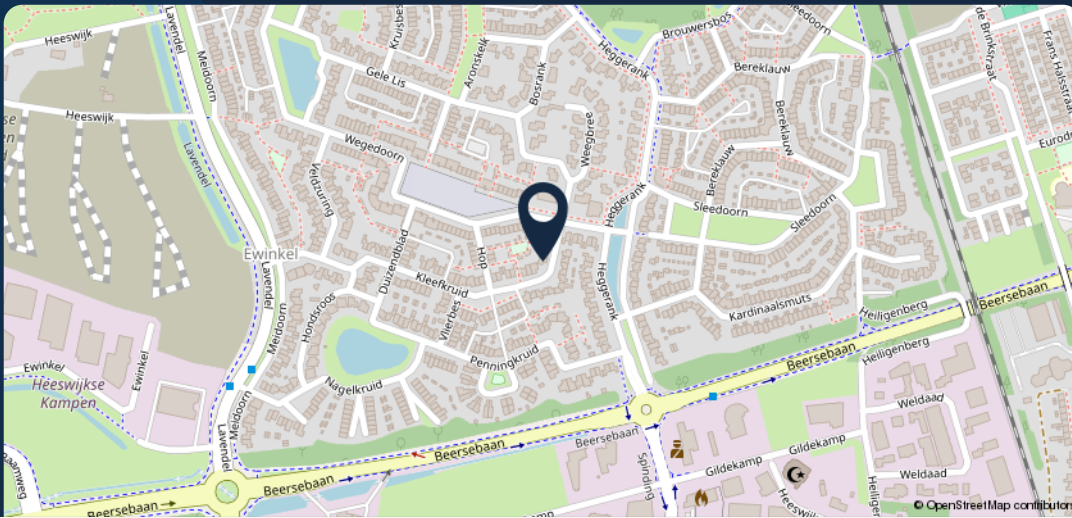 Heeswijk
Lavendel
Meidoorn
Kruisbes
Aronskelk
Bosrank
Heggerank
Brouwersbos
Sleedoorn
de Brinkstraat
Frans Halsstraat
Gele Lis
Bereklauw
Heeswijk
Wegedoorn
Weegbree
Bereklauw
Lavendel
Veldzuring
Bereklauw
Heggerank
Sleedoorn
Sleedoorn
Ewinkel
Duizendblad
Hop
Lavendel
Kleefkruid
Heggerank
Beersebaan
Hondsroos
Meidoorn
Vlierbes
Kardinaalsmuts
Heiligenberg
Ewinkel
Ewinkel
Penningkruid
Beersebaan
Heiligenberg
Heeswijkse
Kampen
Nagelkruid
Meidoorn
Weldaad
Lavendel
Beersebaan
Beersebaan
Gildekamp
Gildekamp
Spinding
Weldaad
Beersebaan
Beersebaan
© OpenStreetMap contributors